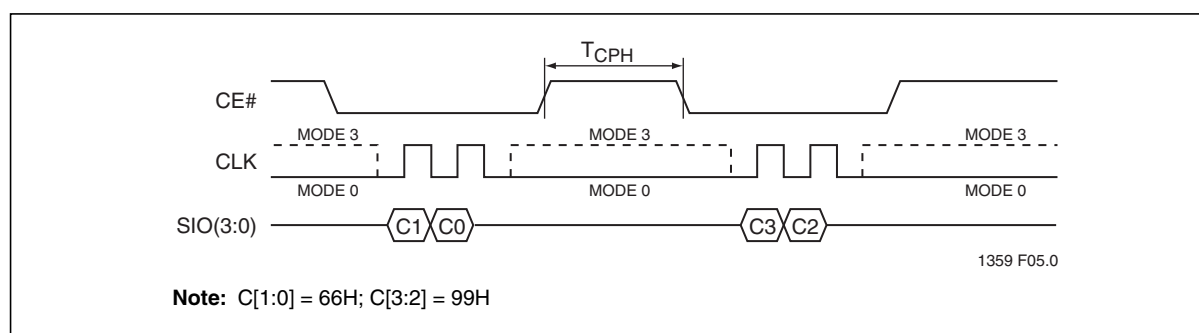 TCPH
CE#
MODE 3 MODE 3 MODE 3
CLK
MODE 0 MODE 0 MODE 0
SIO(3:0) C1 C0 C3 C2
1359 F05.0
Note: C[1:0] = 66H; C[3:2] = 99H